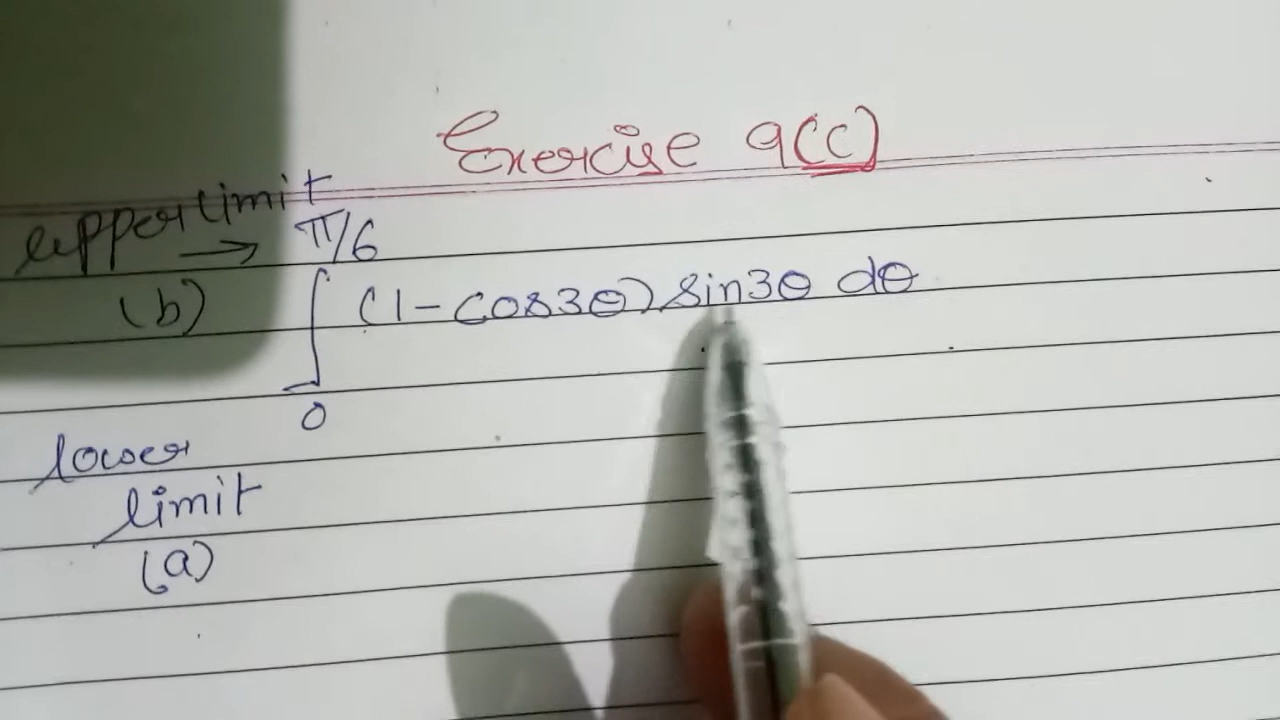 Exercise 9(C)
upper limit
→ π/6
(b) ∫ (1-cos3θ) sin3θ dθ
0
lower
limit
(a)